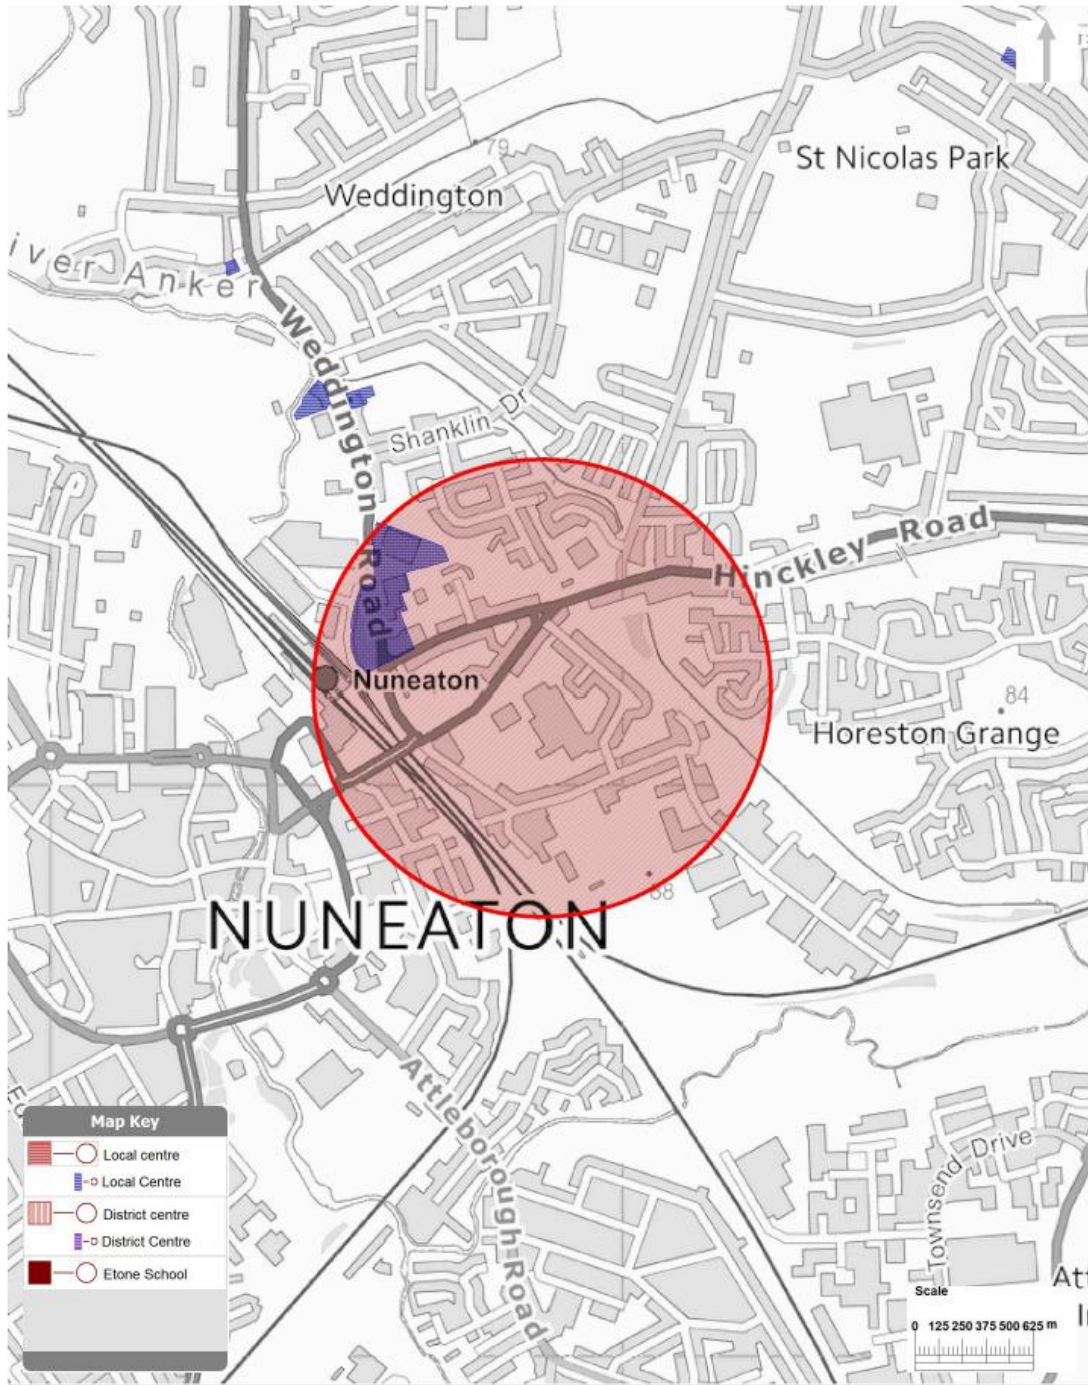 79
St Nicolas Park
Weddington
iver Anker
Weddington Road
Shanklin Dr
Hinckley Road
Nuneaton
84
Horeston Grange
88
NUNEATON
Attleborough Road
Townsend Drive
Map Key
Local centre
Local Centre
District centre
District Centre
Etone School
Scale
0 125 250 375 500 625 m
Att